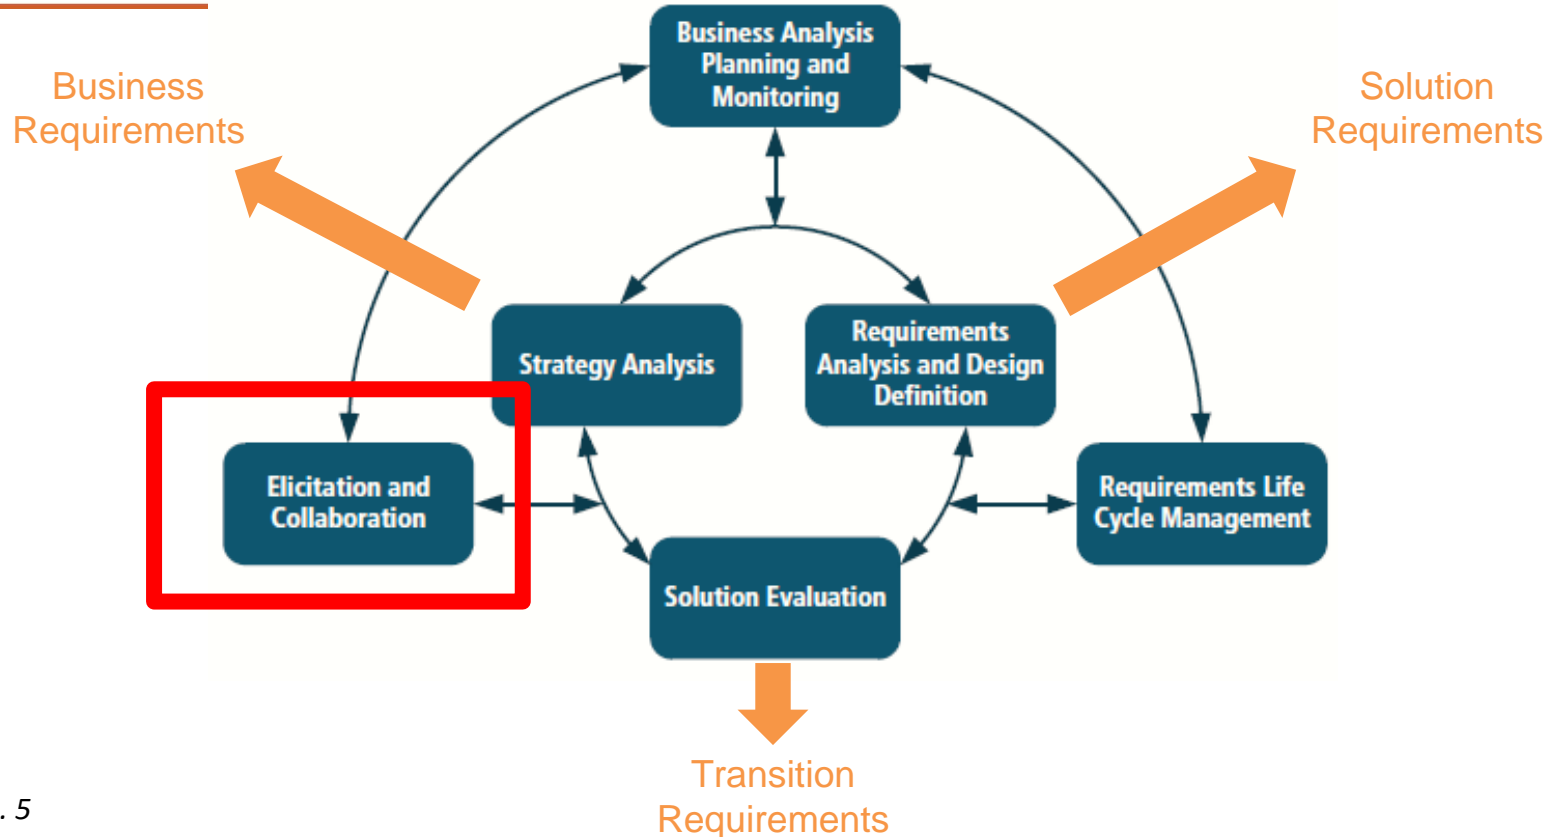 Business Analysis
Planning and
Monitoring
Business
Requirements
Solution
Requirements
Strategy Analysis
Requirements
Analysis and Design
Definition
Elicitation and
Collaboration
Requirements Life
Cycle Management
Solution Evaluation
Transition
Requirements
. 5